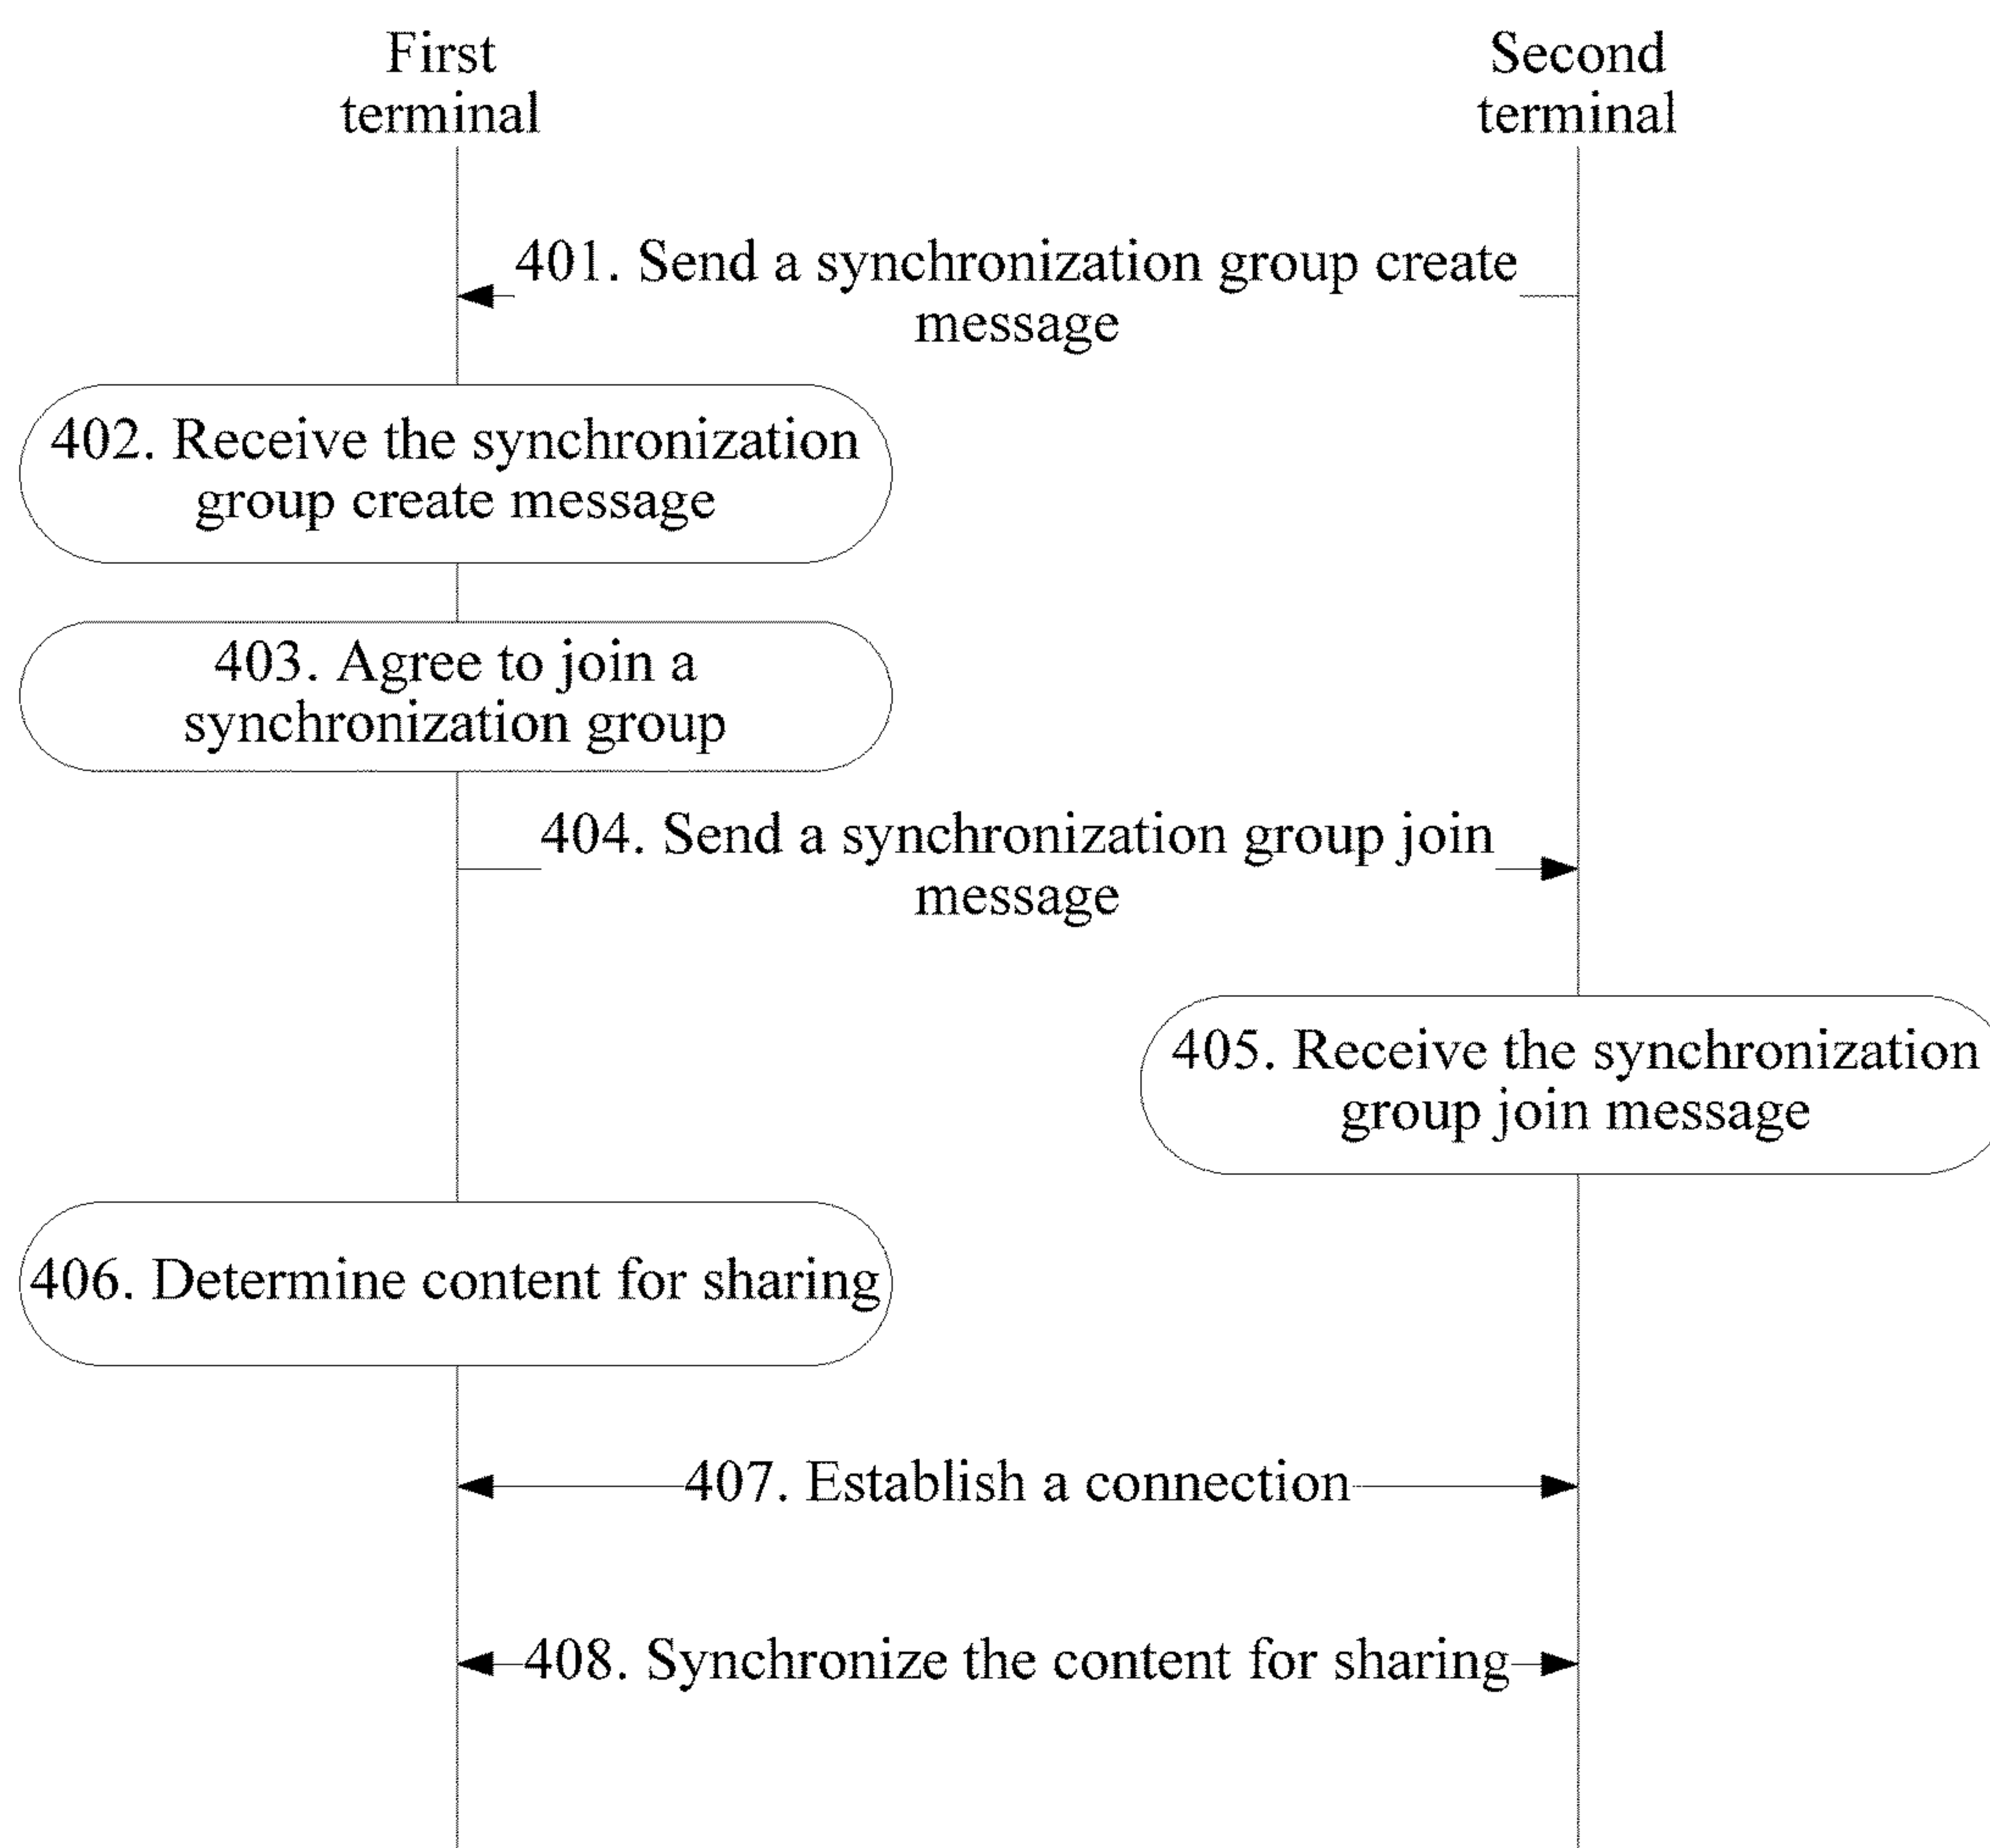 First
terminal
Second
terminal
401. Send a synchronization group create
message
402. Receive the synchronization
group create message
403. Agree to join a
synchronization group
404. Send a synchronization group join
message
405. Receive the synchronization
group join message
406. Determine content for sharing
407. Establish a connection
408. Synchronize the content for sharing